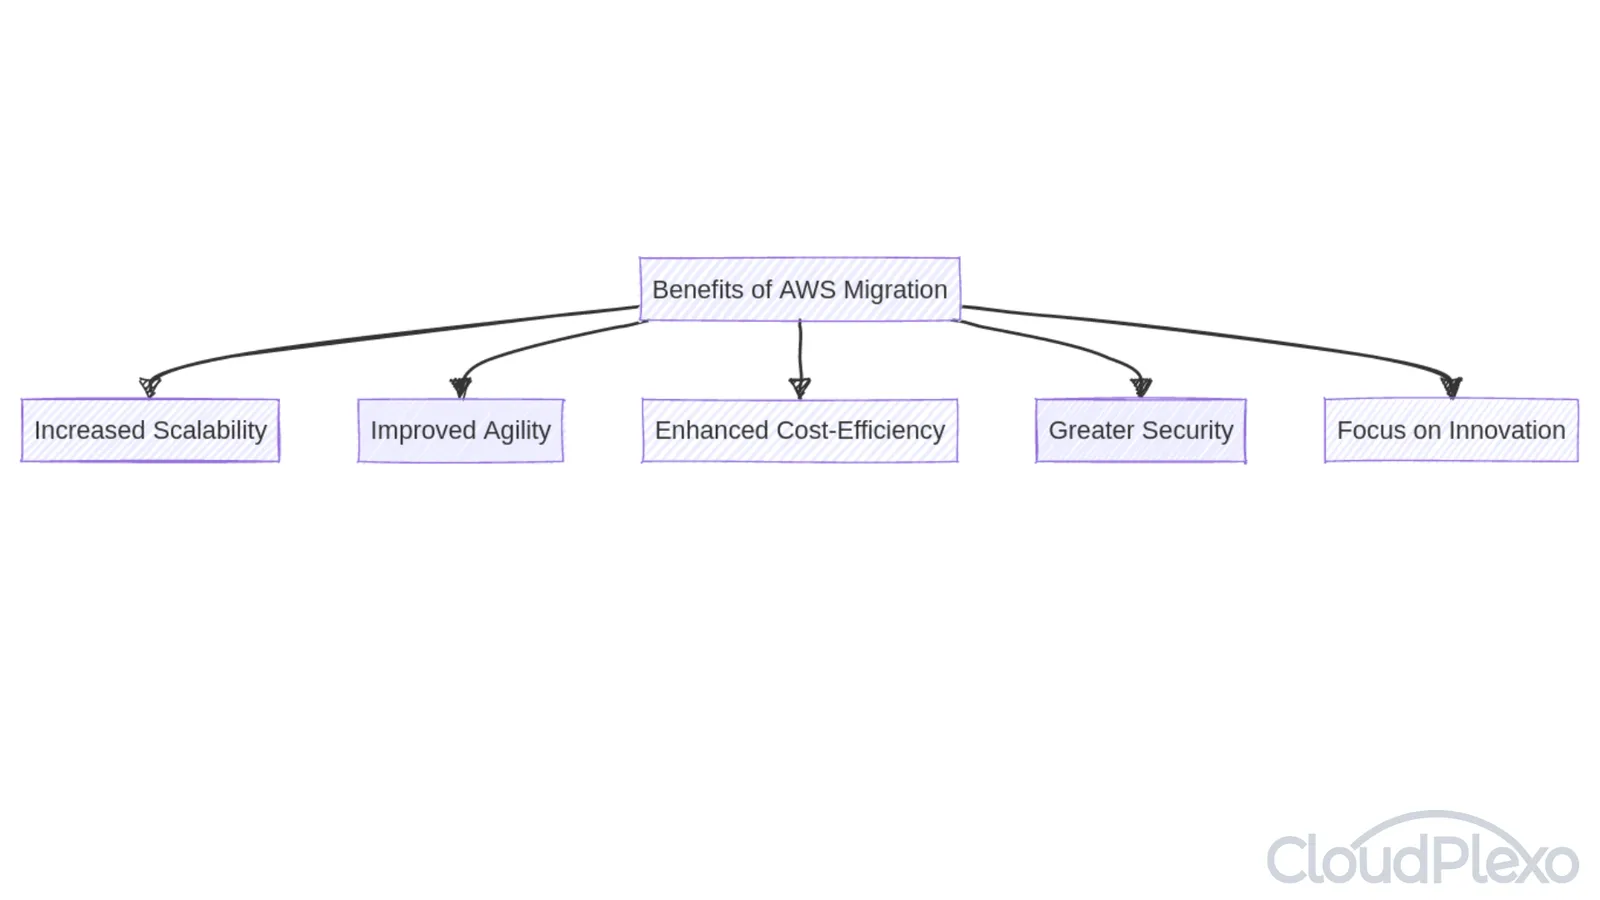 Benefits of AWS Migration
Increased Scalability
Improved Agility
Enhanced Cost-Efficiency
Greater Security
Focus on Innovation
CloudPlexo